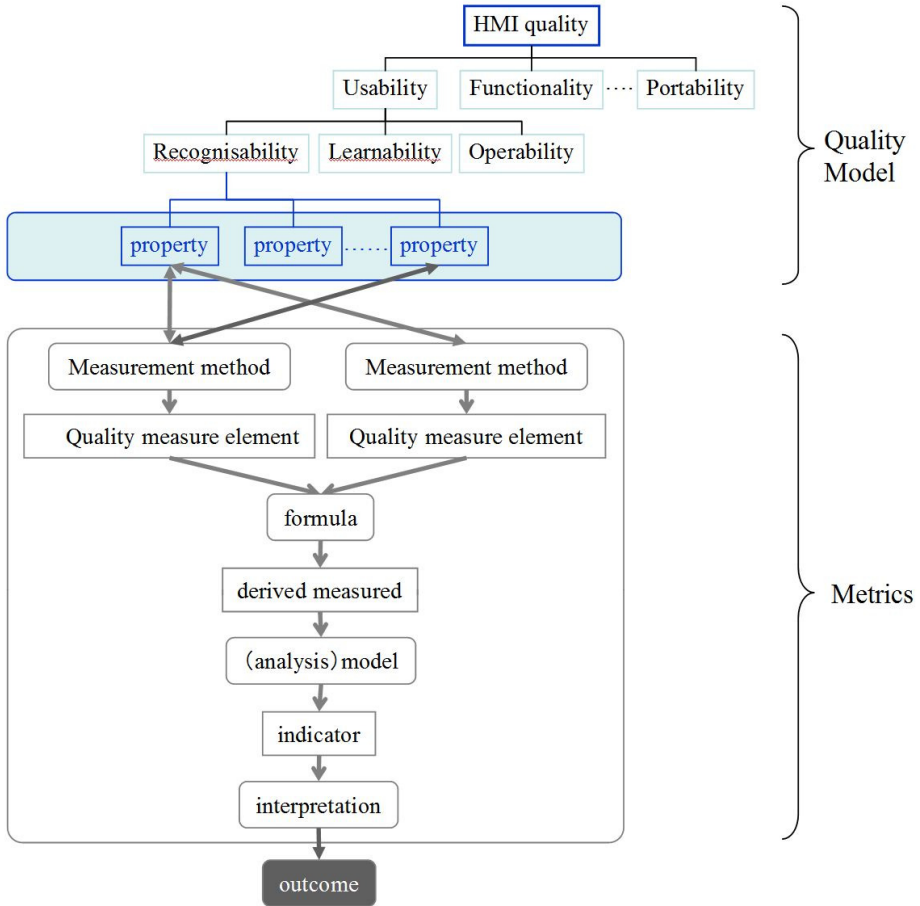 HMI quality
Usability
Functionality
....
Portability
Recognisability
Learnability
Operability
Quality
Model
property
property
......
property
Measurement method
Measurement method
Quality measure element
Quality measure element
formula
derived measured
Metrics
(analysis)model
indicator
interpretation
outcome